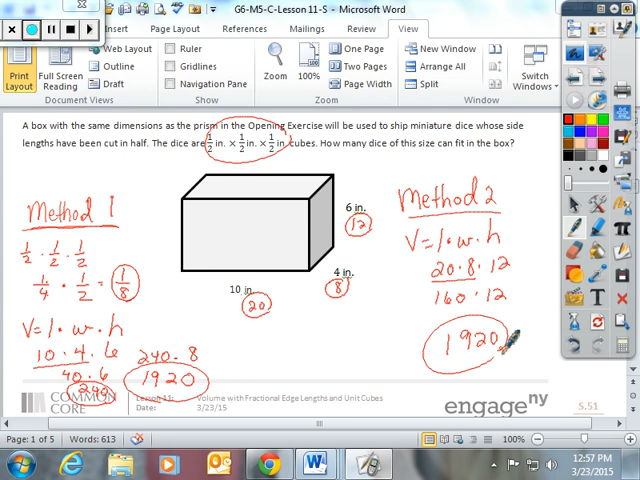 G6-M5-C-Lesson 11-S - Microsoft Word
Insert
Page Layout
References
Mailings
Review
View
Print Layout
Full Screen Reading
Web Layout
Outline
Draft
Document Views
Ruler
Gridlines
Navigation Pane
Show
Zoom
100%
One Page
Two Pages
Page Width
Zoom
New Window
Arrange All
Split
Switch Windows
Window
A box with the same dimensions as the prism in the Opening Exercise will be used to ship miniature dice whose side
lengths have been cut in half. The dice are 1/2 in. × 1/2 in. × 1/2 in. cubes. How many dice of this size can fit in the box?
Method 1
1/2 · 1/2 · 1/2
1/4 · 1/2 = 1/8
V = l · w · h
10 · 4 · 6
40 · 6
240
240 · 8
1920
6 in.
12
4 in.
8
10 in.
20
Method 2
V = l · w · h
20 · 8 · 12
160 · 12
1920
COMMON CORE
Lesson 11:
Volume with Fractional Edge Lengths and Unit Cubes
Date:
3/23/15
engageny
S.51
Page: 1 of 5
Words: 613
100%
12:57 PM
3/23/2015